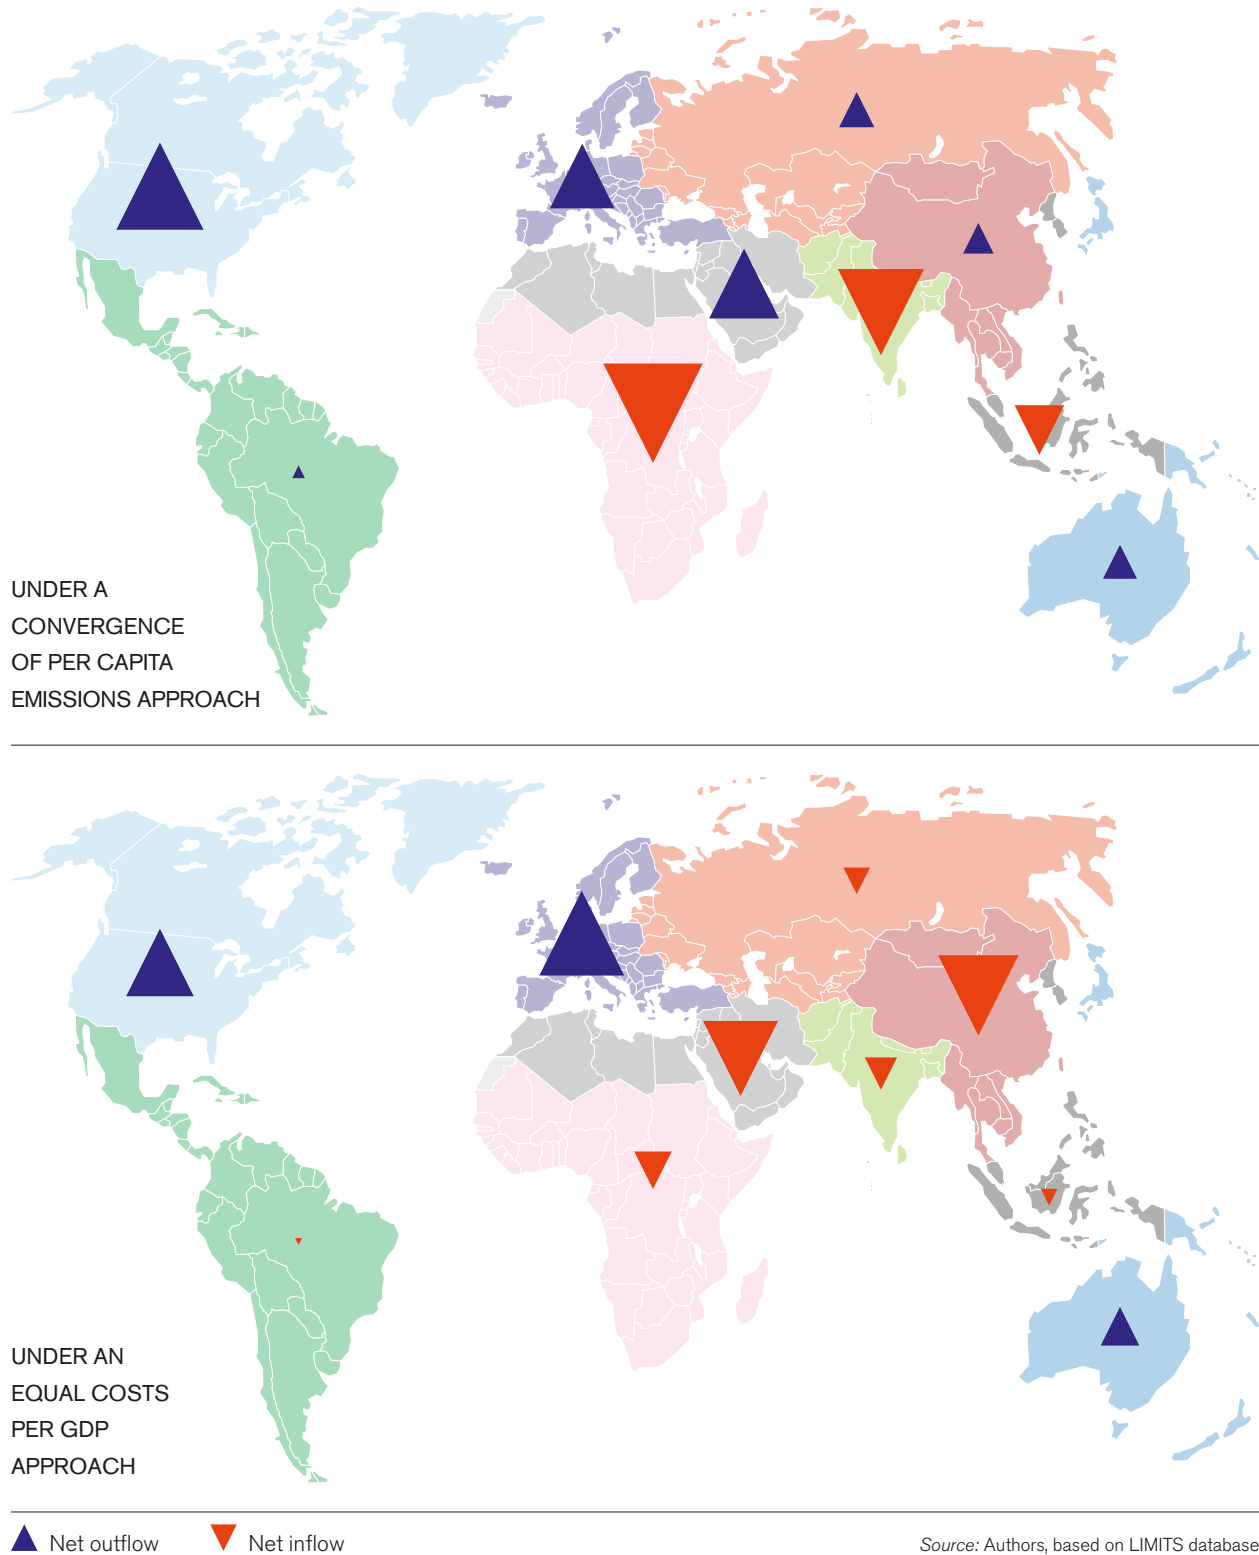 UNDER A
CONVERGENCE
OF PER CAPITA
EMISSIONS APPROACH
UNDER AN
EQUAL COSTS
PER GDP
APPROACH
Net outflow
Net inflow
Source: Authors, based on LIMITS database